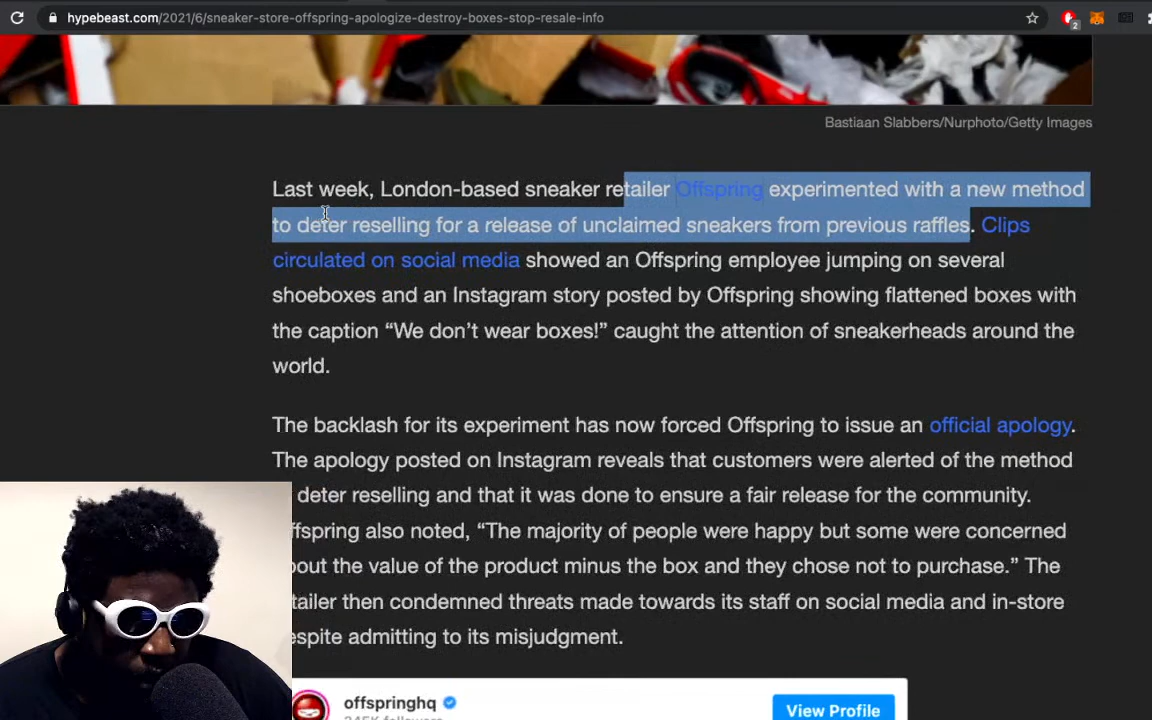 hypebeast.com/2021/6/sneaker-store-offspring-apologize-destroy-boxes-stop-resale-info
2
Bastiaan Slabbers/Nurphoto/Getty Images
Last week, London-based sneaker retailer Offspring experimented with a new method
to deter reselling for a release of unclaimed sneakers from previous raffles. Clips
circulated on social media showed an Offspring employee jumping on several
shoeboxes and an Instagram story posted by Offspring showing flattened boxes with
the caption “We don’t wear boxes!” caught the attention of sneakerheads around the
world.
The backlash for its experiment has now forced Offspring to issue an official apology.
The apology posted on Instagram reveals that customers were alerted of the method
deter reselling and that it was done to ensure a fair release for the community.
ffspring also noted, “The majority of people were happy but some were concerned
bout the value of the product minus the box and they chose not to purchase.” The
tailer then condemned threats made towards its staff on social media and in-store
espite admitting to its misjudgment.
offspringhq
View Profile